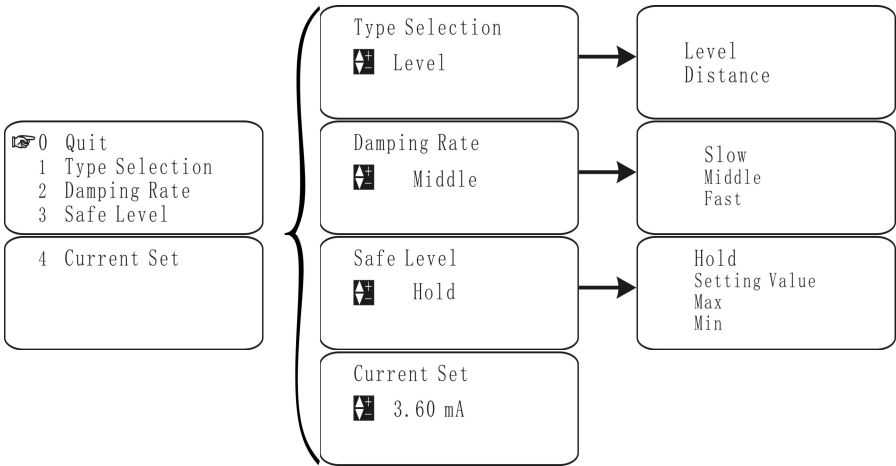 0 Quit
1 Type Selection
2 Damping Rate
3 Safe Level
4 Current Set
Type Selection
+
- Level
Level
Distance
Damping Rate
+
- Middle
Slow
Middle
Fast
Safe Level
+
- Hold
Hold
Setting Value
Max
Min
Current Set
+
- 3.60 mA